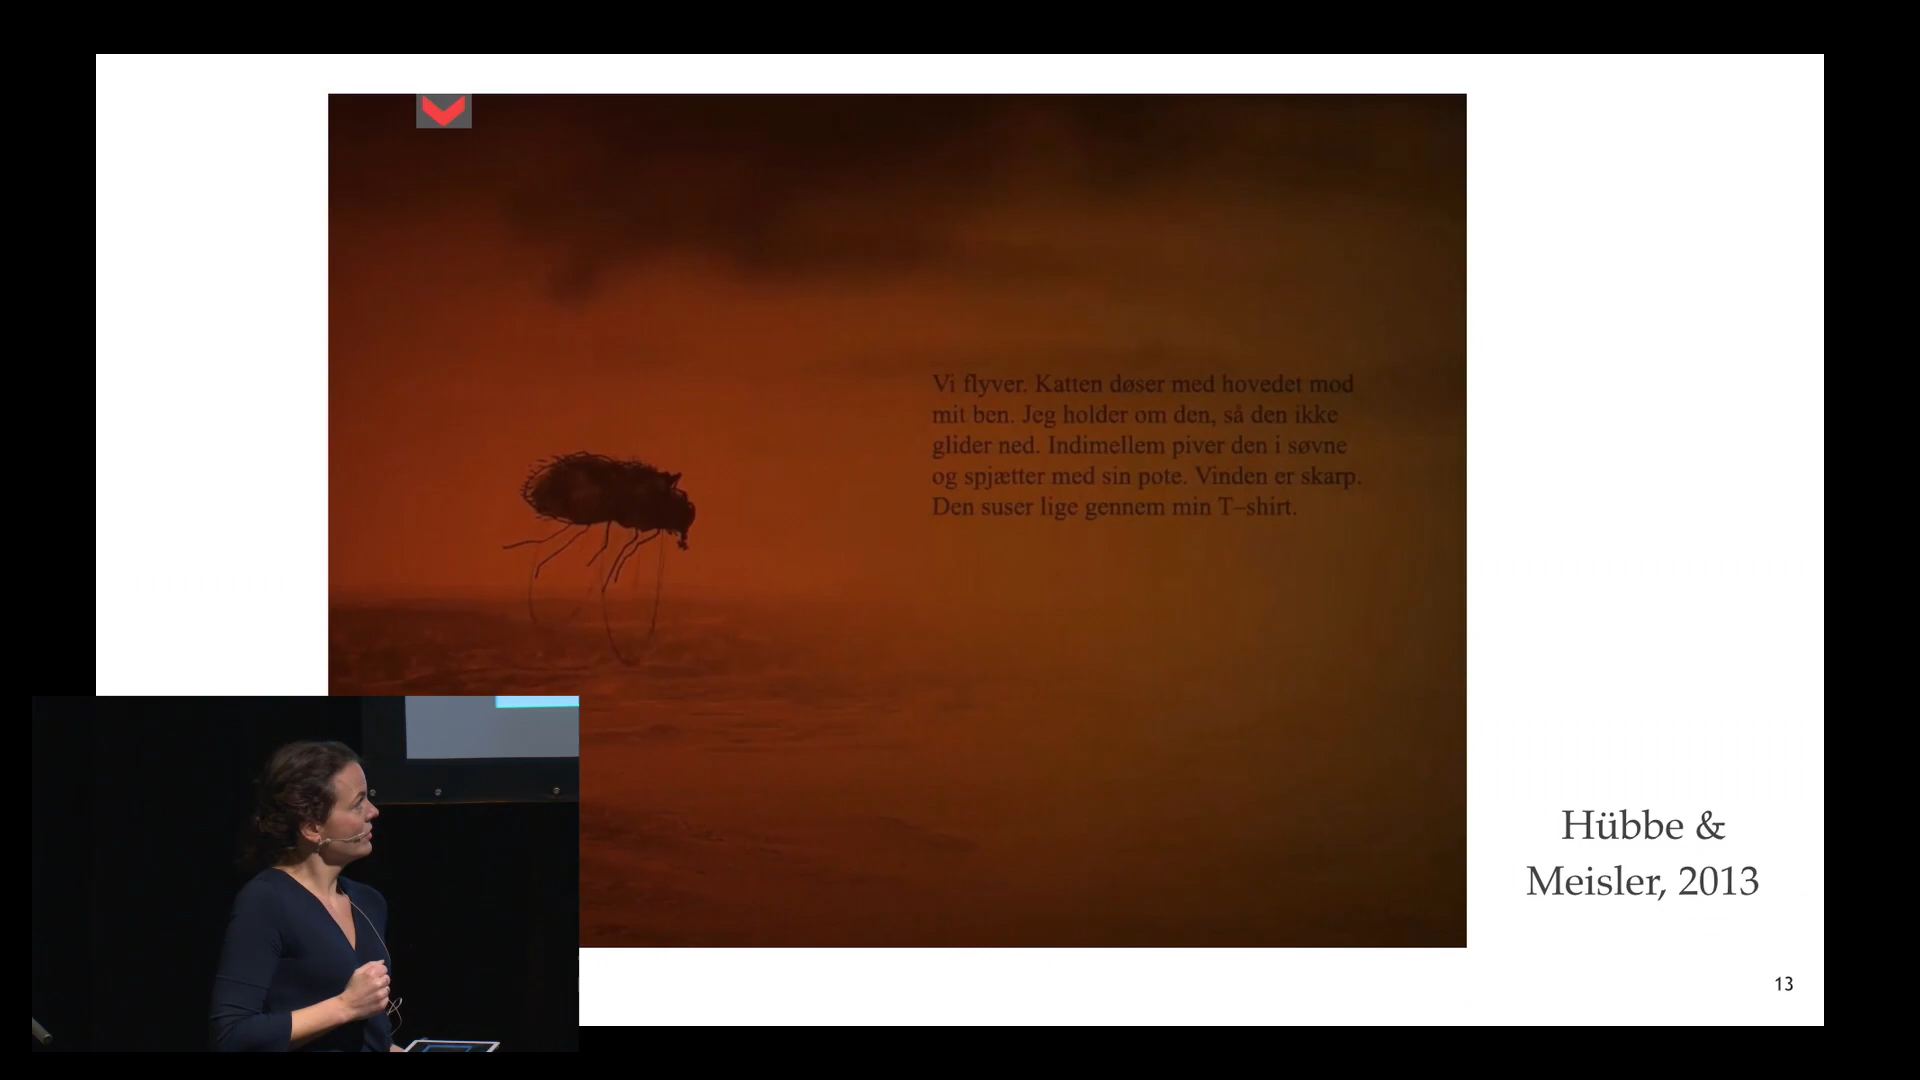 Vi flyver. Katten døser med hovedet mod
mit ben. Jeg holder om den, så den ikke
glider ned. Indimellem piver den i søvne
og spjætter med sin pote. Vinden er skarp.
Den suser lige gennem min T–shirt.
Hübbe &
Meisler, 2013
13